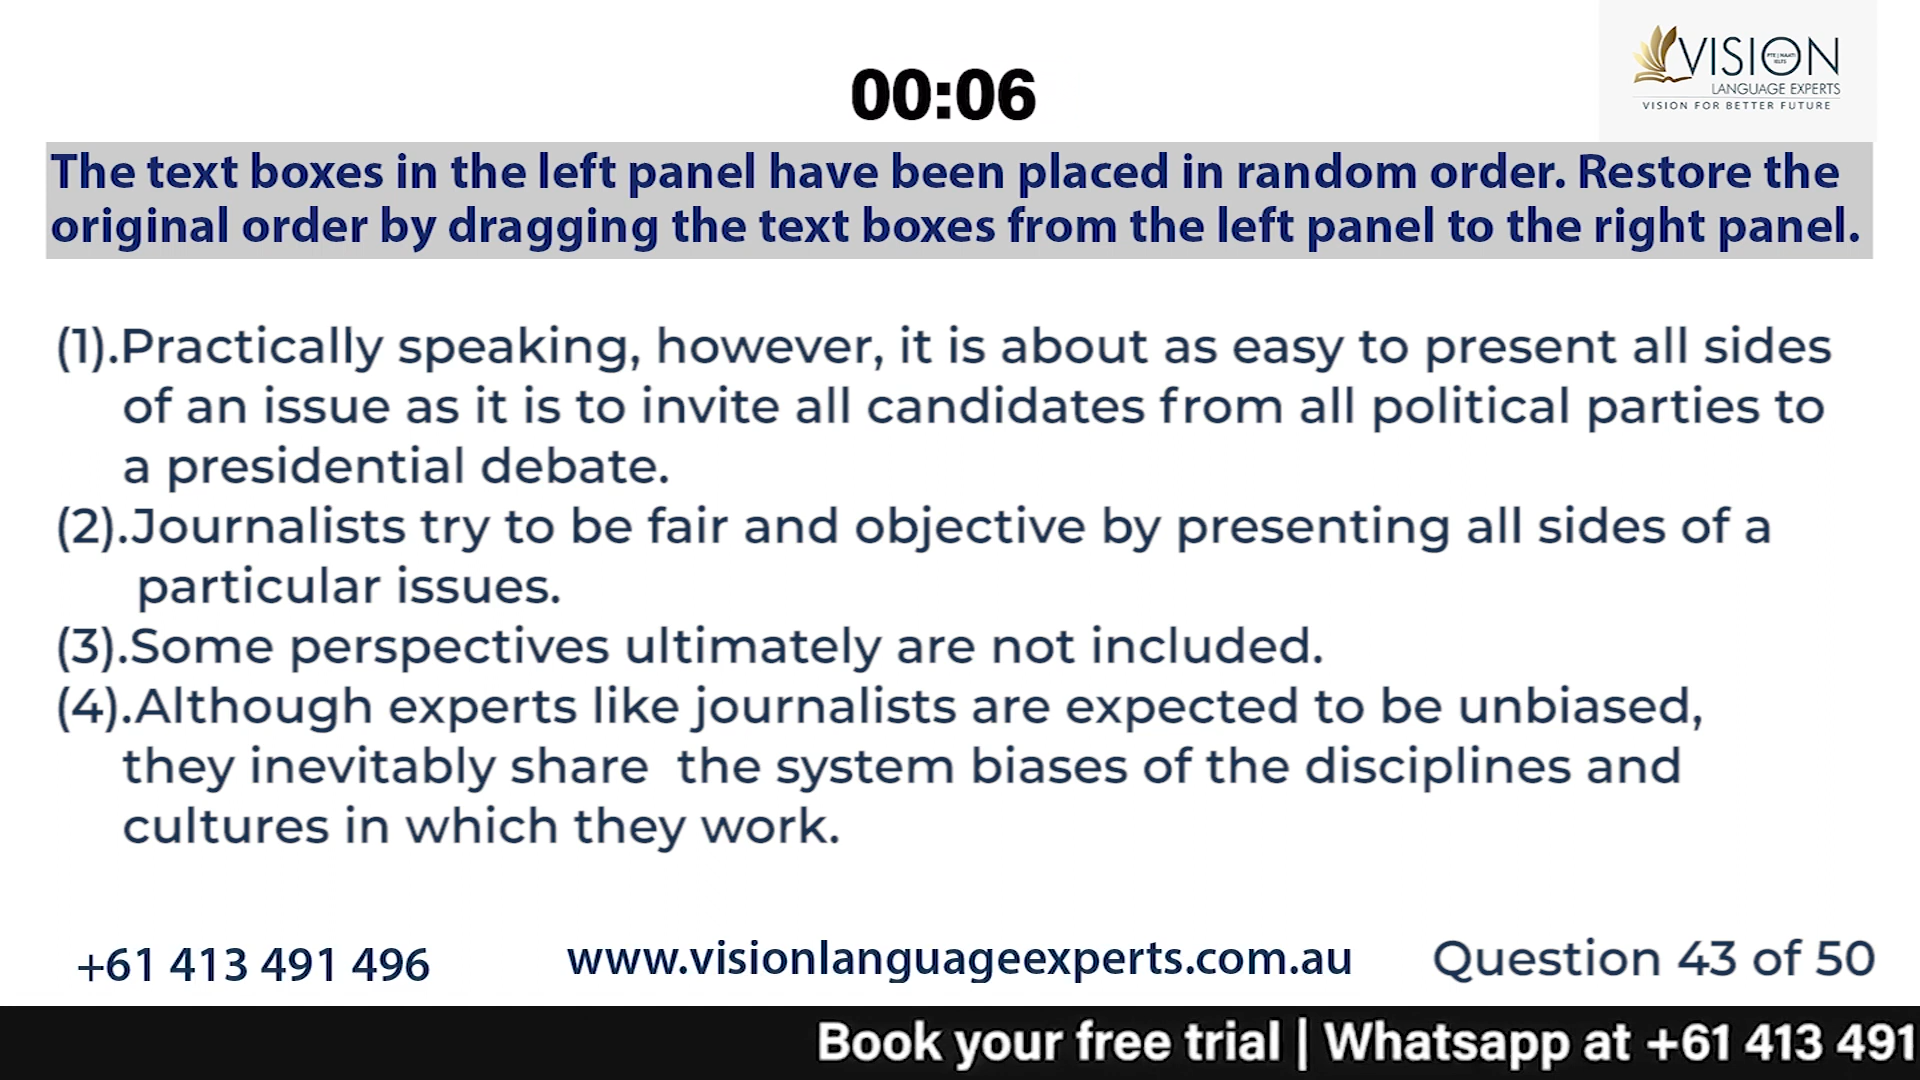 VISION
PTE | NAATI
IELTS
LANGUAGE EXPERTS
VISION FOR BETTER FUTURE
00:06
The text boxes in the left panel have been placed in random order. Restore the
original order by dragging the text boxes from the left panel to the right panel.
(1).Practically speaking, however, it is about as easy to present all sides
of an issue as it is to invite all candidates from all political parties to
a presidential debate.
(2).Journalists try to be fair and objective by presenting all sides of a
particular issues.
(3).Some perspectives ultimately are not included.
(4).Although experts like journalists are expected to be unbiased,
they inevitably share the system biases of the disciplines and
cultures in which they work.
+61 413 491 496
www.visionlanguageexperts.com.au
Question 43 of 50
Book your free trial | Whatsapp at +61 413 491